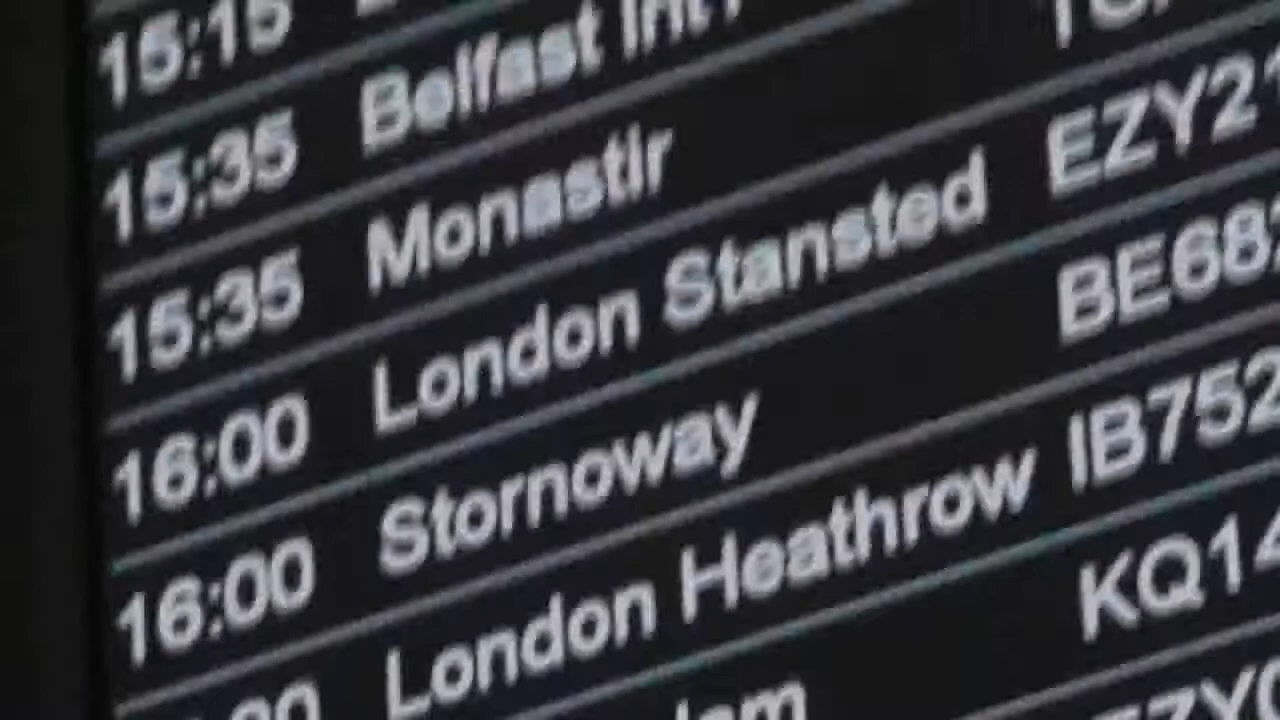 15:15
15:35 Belfast Int'l
15:35 Monastir
16:00 London Stansted EZY21
16:00 Stornoway BE682
London Heathrow IB752
KQ14